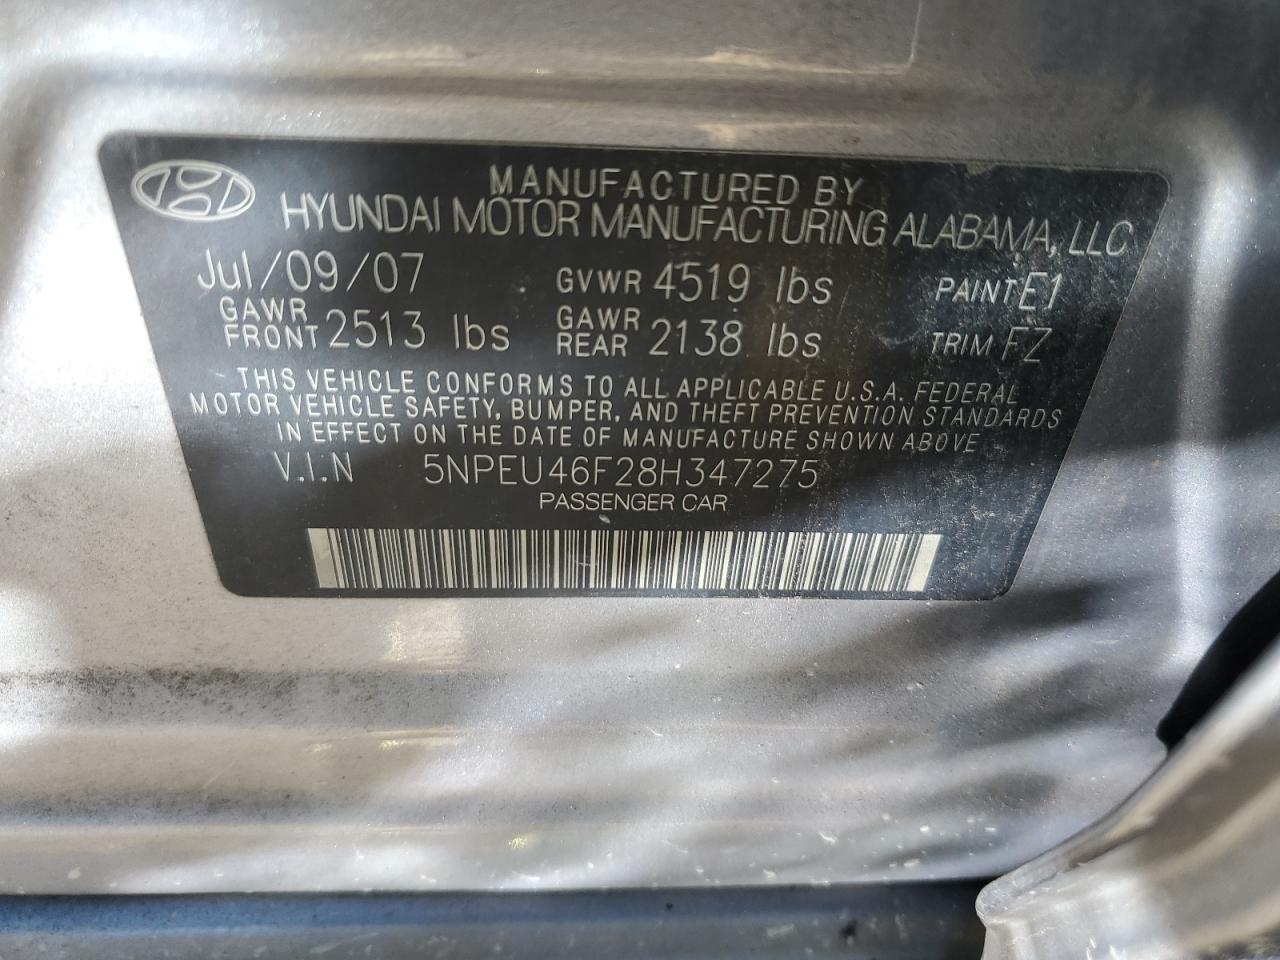 MANUFACTURED BY
HYUNDAI MOTOR MANUFACTURING ALABAMA, LLC
Jul/09/07 GVWR 4519 lbs PAINT E1
GAWR FRONT 2513 lbs GAWR REAR 2138 lbs TRIM FZ
THIS VEHICLE CONFORMS TO ALL APPLICABLE U.S.A. FEDERAL
MOTOR VEHICLE SAFETY, BUMPER, AND THEFT PREVENTION STANDARDS
IN EFFECT ON THE DATE OF MANUFACTURE SHOWN ABOVE
V.I.N 5NPEU46F28H347275
PASSENGER CAR